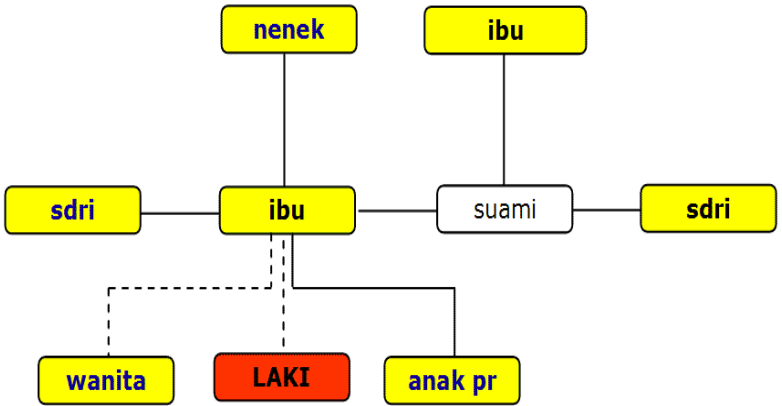 nenek
ibu
sdri
ibu
suami
sdri
wanita
LAKI
anak pr